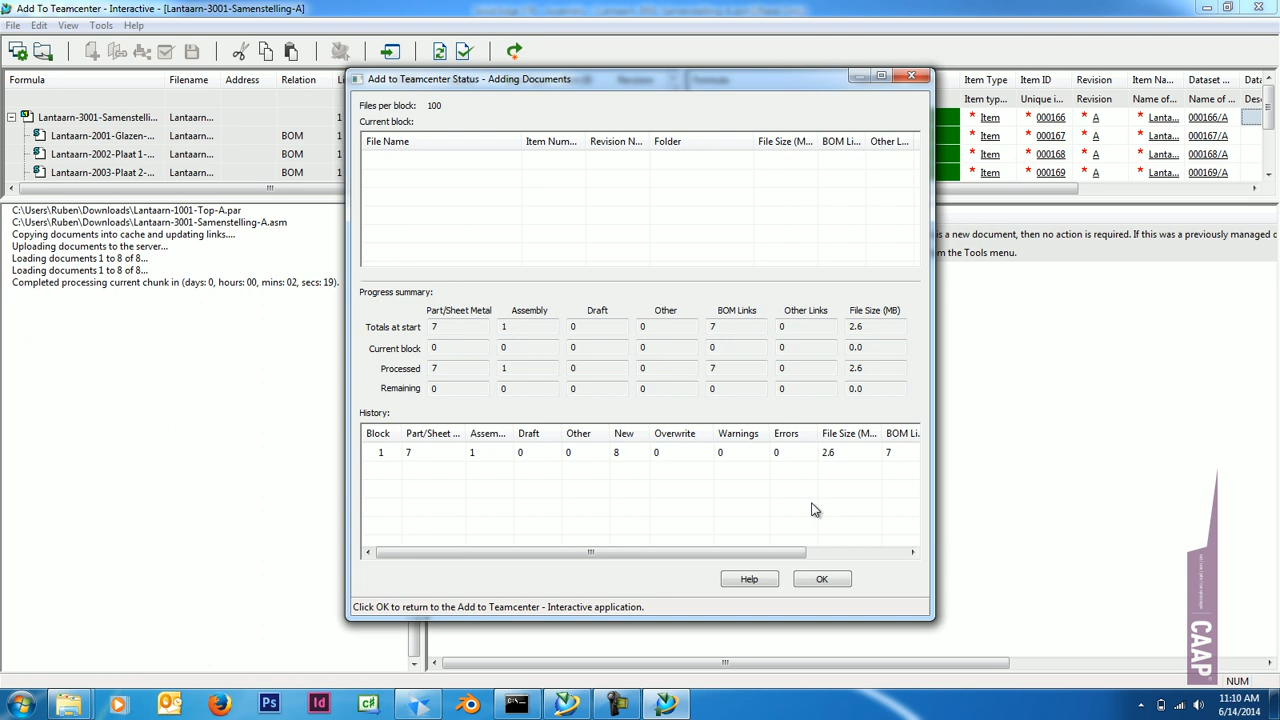 Add To Teamcenter - Interactive - [Lantaarn-3001-Samenstelling-A]
File Edit View Tools Help
Formula Filename Address Relation
Lantaarn-3001-Samenstelli... Lantaarn... 1
Lantaarn-2001-Glazen-... Lantaarn... BOM 1
Lantaarn-2002-Plaat 1-... Lantaarn... BOM 1
Lantaarn-2003-Plaat 2-... Lantaarn... BOM 1
Item Type Item ID Revision Item Na... Dataset ... Data
Item typ... Unique i... Revision Name of... Name of ... Des
* Item * 000166 * A * Lanta... 000166/A
* Item * 000167 * A * Lanta... 000167/A
* Item * 000168 * A * Lanta... 000168/A
* Item * 000169 * A * Lanta... 000169/A
C:\Users\Ruben\Downloads\Lantaarn-1001-Top-A.par
C:\Users\Ruben\Downloads\Lantaarn-3001-Samenstelling-A.asm
Copying documents into cache and updating links....
Uploading documents to the server...
Loading documents 1 to 8 of 8...
Loading documents 1 to 8 of 8...
Completed processing current chunk in (days: 0, hours: 00, mins: 02, secs: 19).
is a new document, then no action is required. If this was a previously managed
m the Tools menu.
Add to Teamcenter Status - Adding Documents
Files per block: 100
Current block:
File Name Item Num... Revision N... Folder File Size (M... BOM Li... Other L...
Progress summary:
Part/Sheet Metal Assembly Draft Other BOM Links Other Links File Size (MB)
Totals at start 7 1 0 0 7 0 2.6
Current block 0 0 0 0 0 0 0.0
Processed 7 1 0 0 7 0 2.6
Remaining 0 0 0 0 0 0 0.0
History:
Block Part/Sheet ... Assem... Draft Other New Overwrite Warnings Errors File Size (M... BOM Li...
1 7 1 0 0 8 0 0 0 2.6 7
Help OK
Click OK to return to the Add to Teamcenter - Interactive application.
CAAP
NUM
Ps Id C#
11:10 AM
6/14/2014